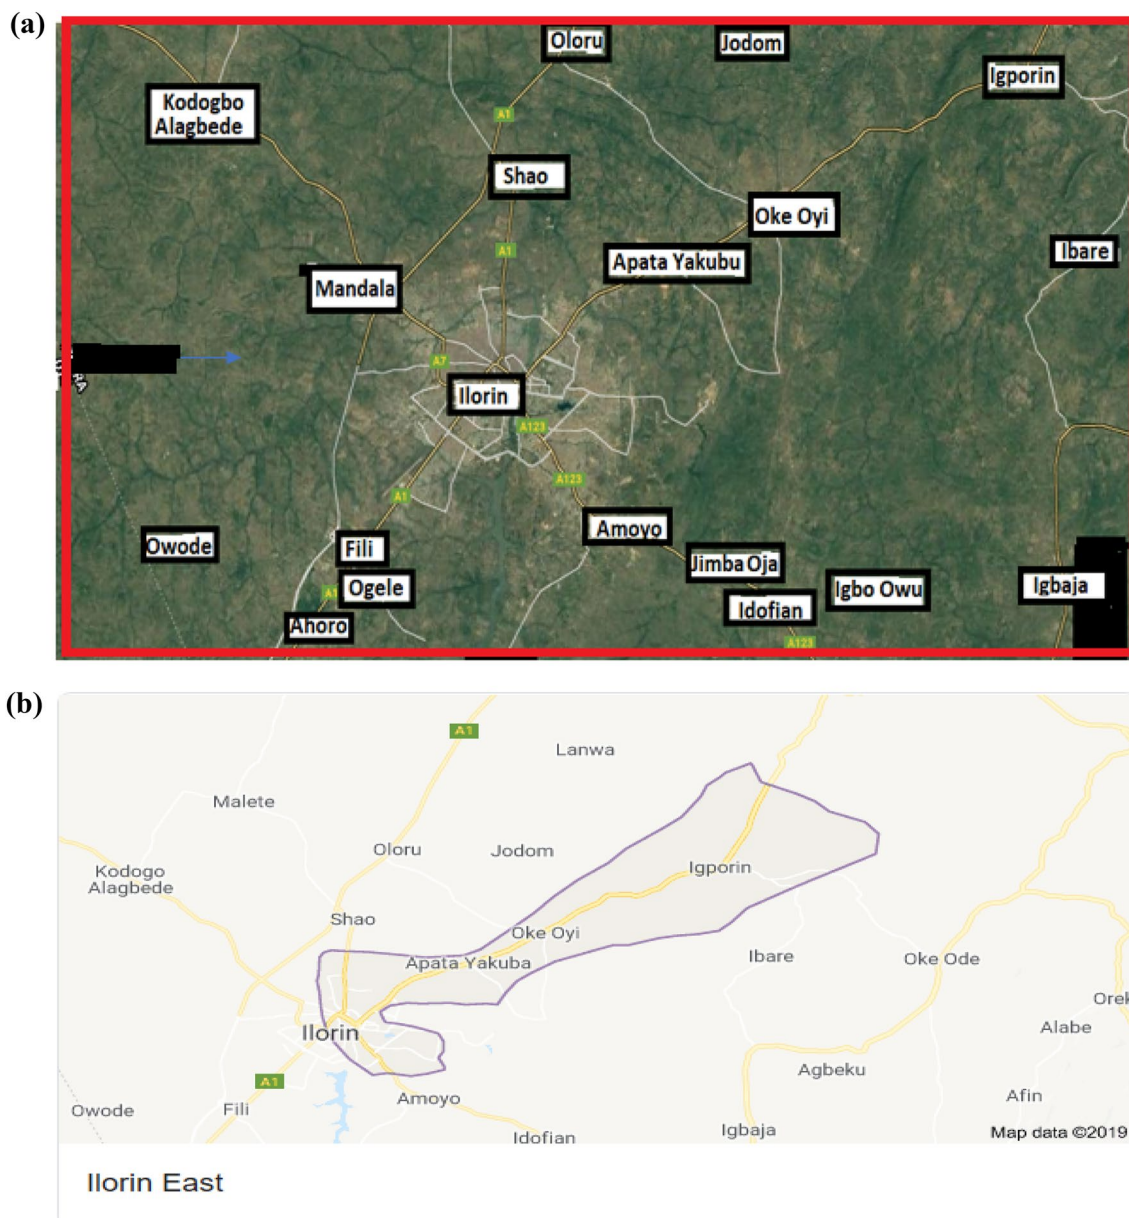 (a)
Oloru
Jodom
Igporin
Kodogbo
Alagbede
A1
Shao
Oke Oyi
A1
Apata Yakubu
Ibare
Mandala
A7
Ilorin
A123
A123
A1
Amoyo
Owode
Fili
Jimba Oja
Ogele
Igbo Owu
Igbaja
A1
Idofian
Ahoro
A123
(b)
A1
Lanwa
Malete
Oloru
Jodom
Kodogo
Alagbede
Igporin
Shao
Oke Oyi
Apata Yakuba
Ibare
Oke Ode
Orek
Ilorin
Alabe
A1
Agbeku
Owode
Fili
Amoyo
Afin
Idofian
Igbaja
Map data ©2019
Ilorin East